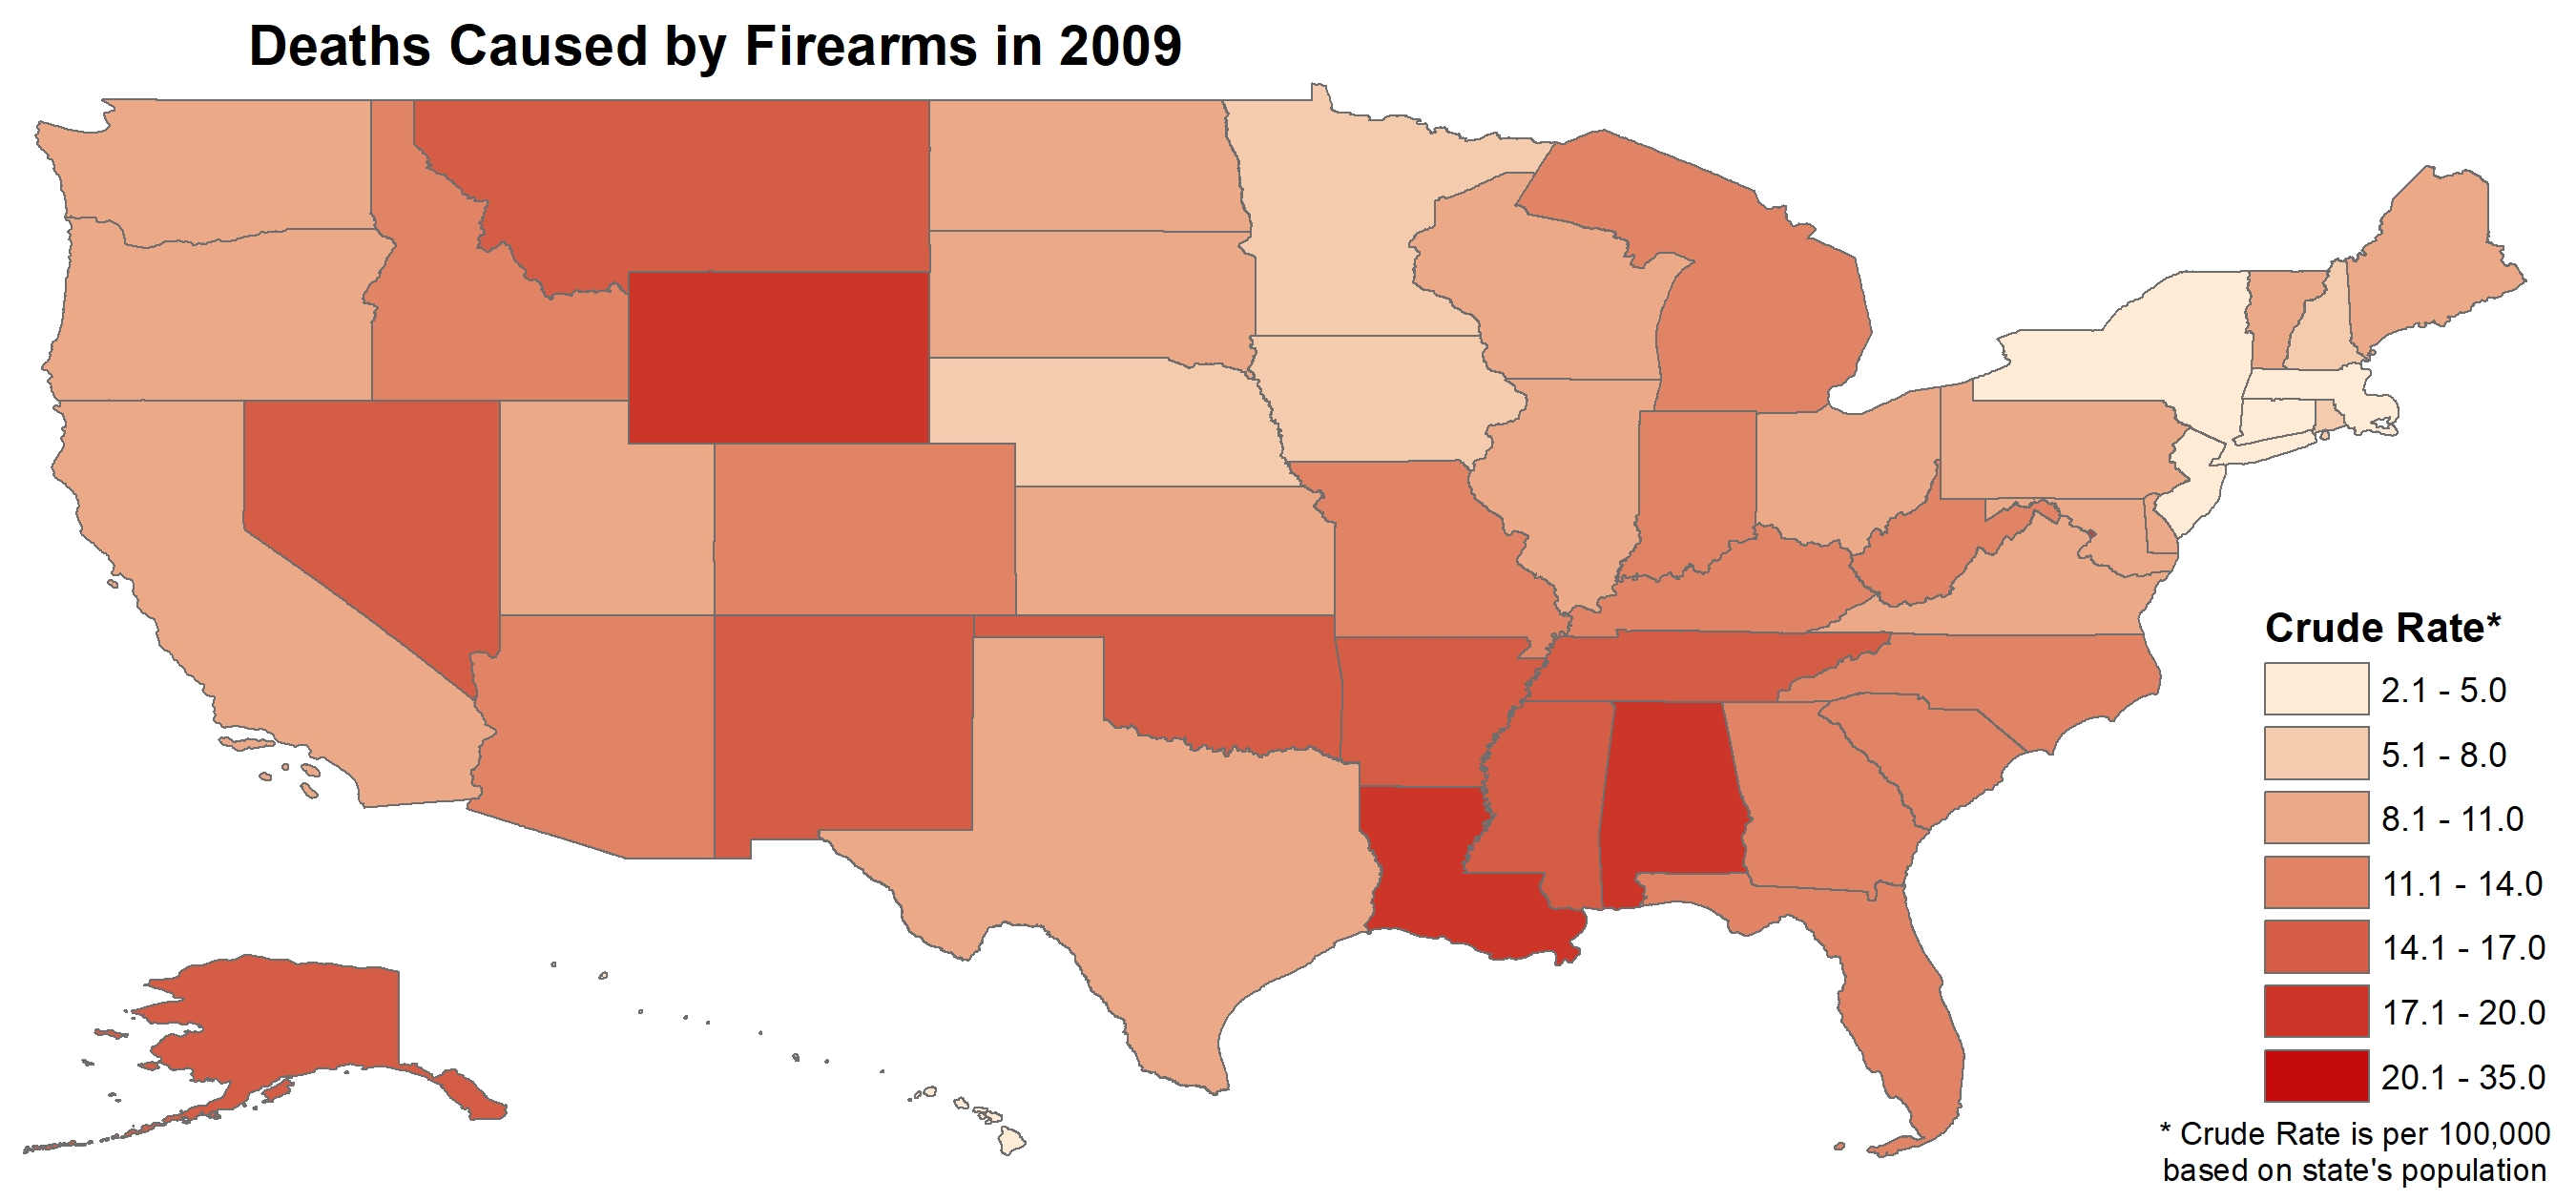 Deaths Caused by Firearms in 2009
Crude Rate*
2.1 - 5.0
5.1 - 8.0
8.1 - 11.0
11.1 - 14.0
14.1 - 17.0
17.1 - 20.0
20.1 - 35.0
* Crude Rate is per 100,000
based on state's population